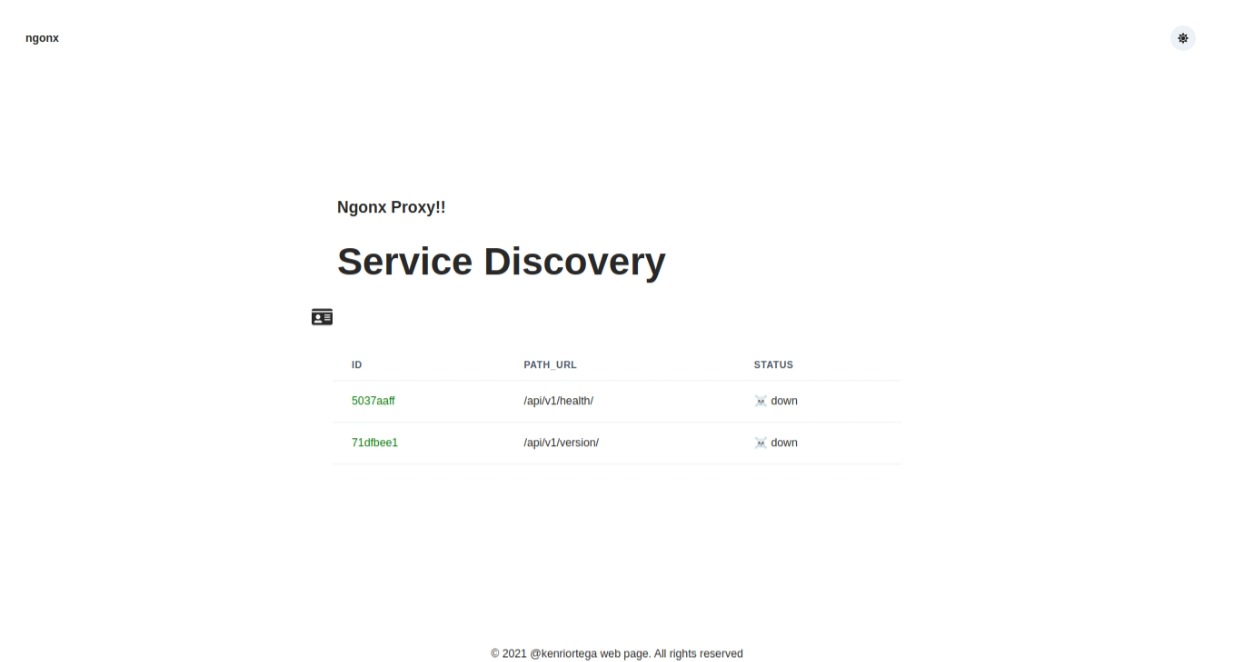 ngonx
Ngonx Proxy!!
Service Discovery
ID PATH_URL STATUS
5037aaff /api/v1/health/ ☠️ down
71dfbee1 /api/v1/version/ ☠️ down
© 2021 @kenriortega web page. All rights reserved